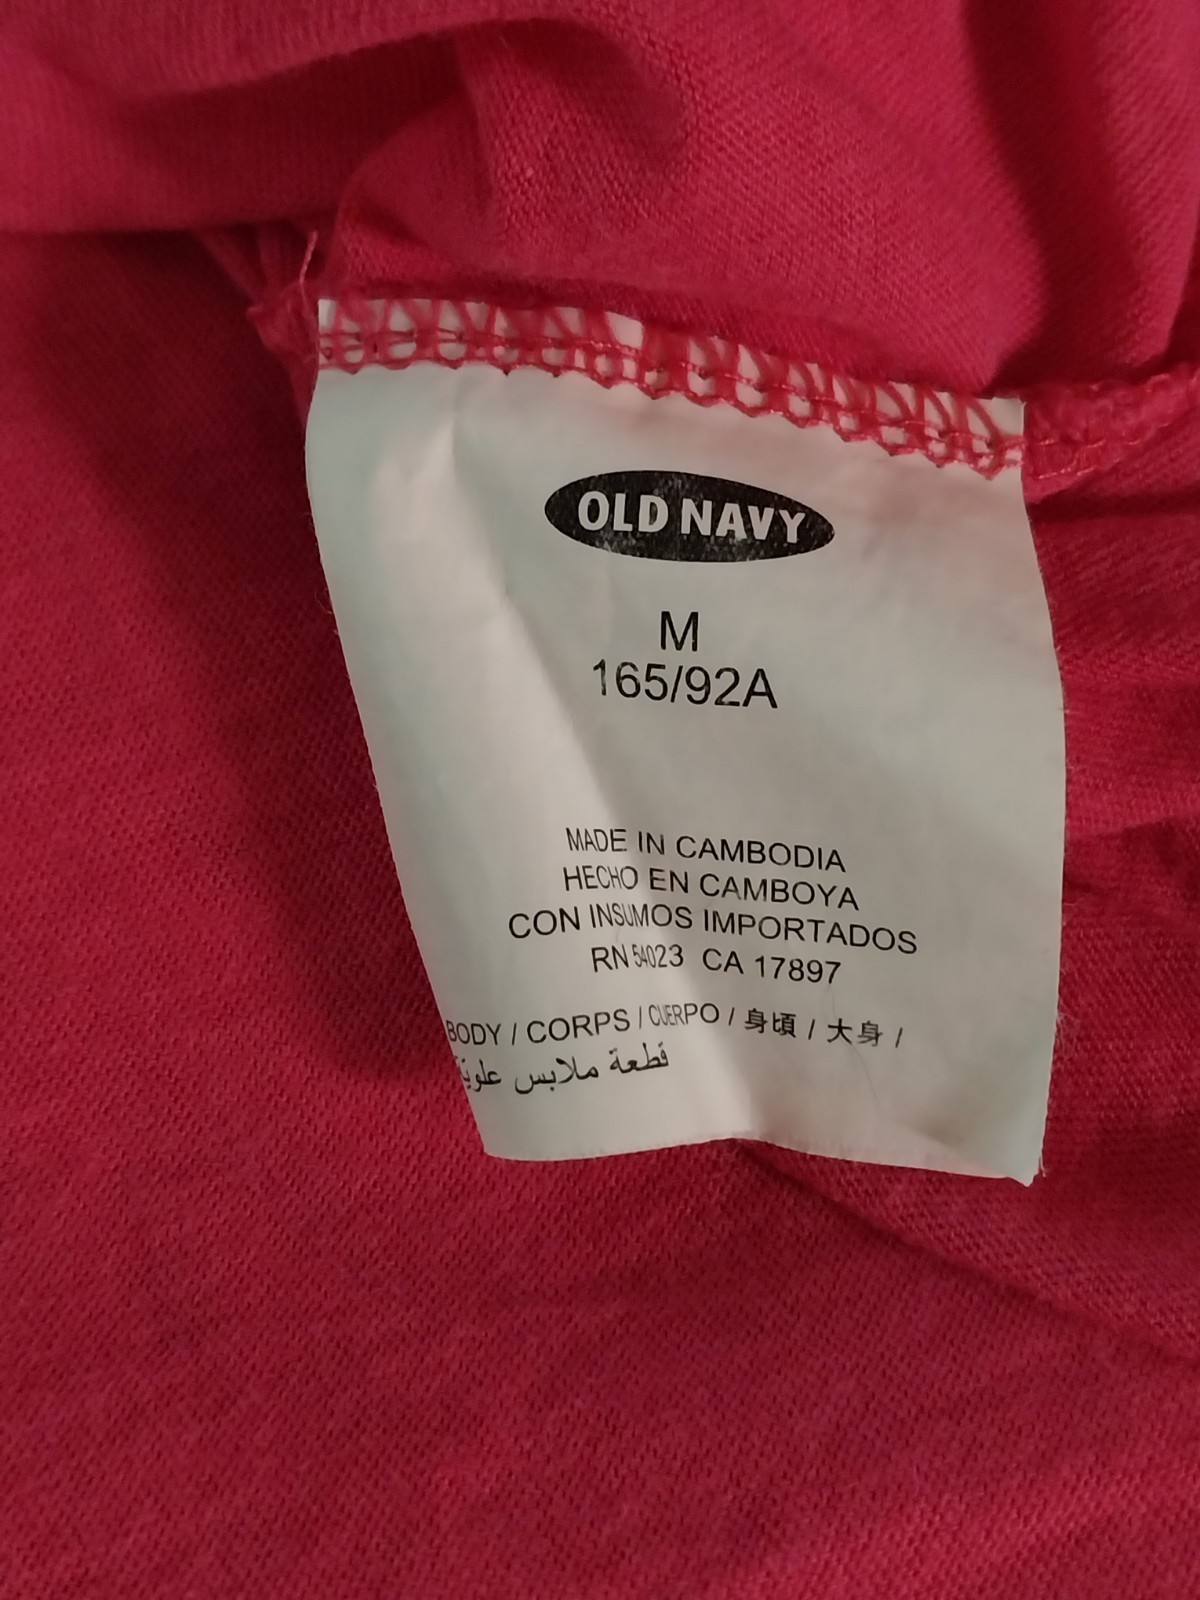 OLD NAVY
M
165/92A
MADE IN CAMBODIA
HECHO EN CAMBOYA
CON INSUMOS IMPORTADOS
RN 54023 CA 17897
BODY / CORPS / CUERPO / 身頃 / 大身 /
قطعة ملابس